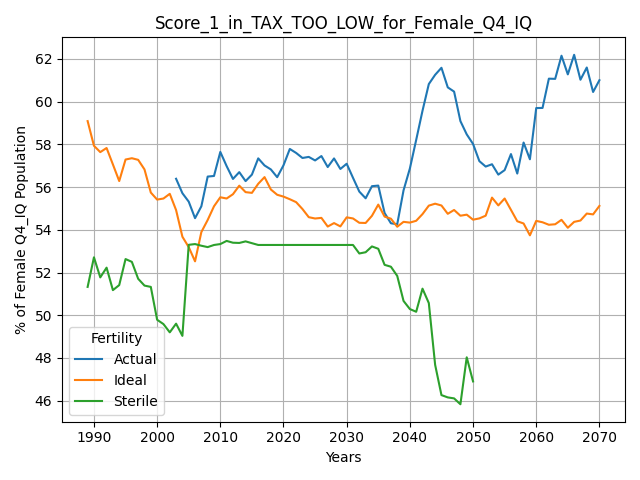 Score_1_in_TAX_TOO_LOW_for_Female_Q4_IQ
% of Female Q4_IQ Population
62
60
58
56
54
52
50
48
46
Fertility
Actual
Ideal
Sterile
1990 2000 2010 2020 2030 2040 2050 2060 2070
Years